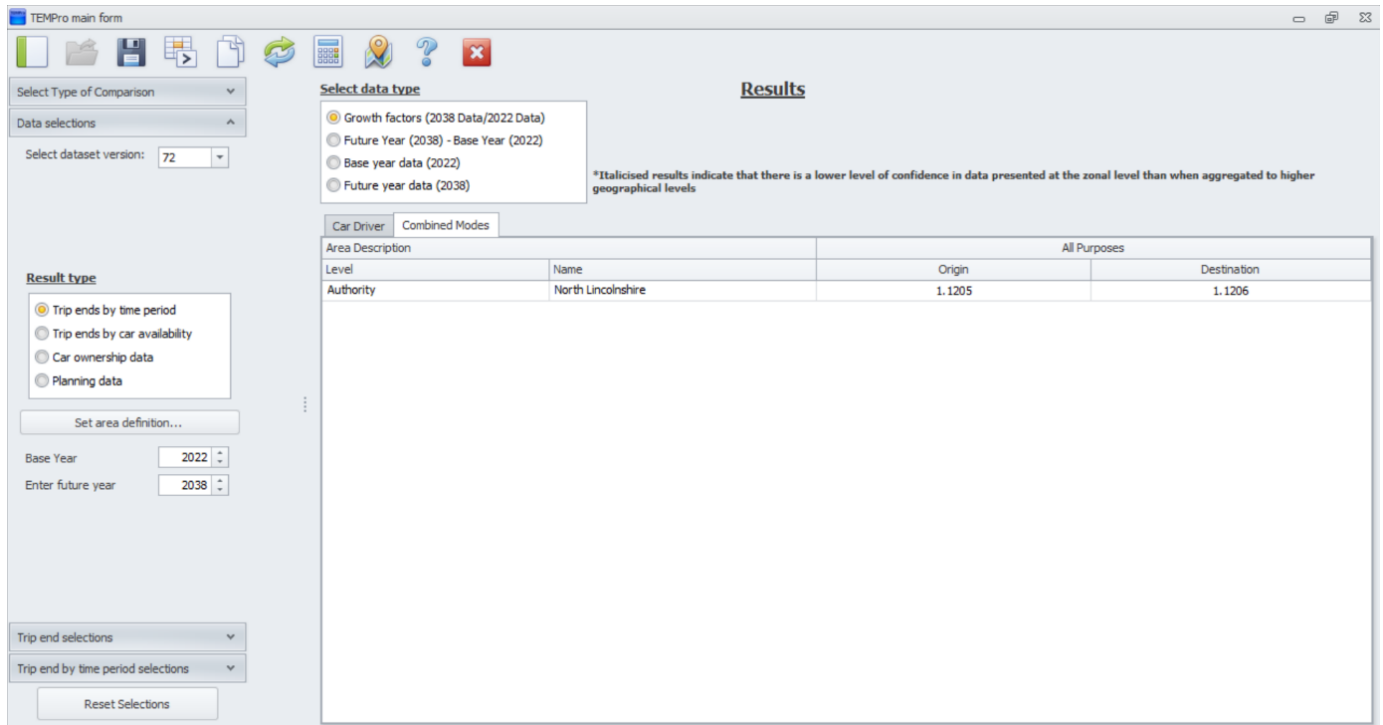 TEMPro main form
Select Type of Comparison
Data selections
Select dataset version: 72
Result type
Trip ends by time period
Trip ends by car availability
Car ownership data
Planning data
Set area definition...
Base Year 2022
Enter future year 2038
Trip end selections
Trip end by time period selections
Reset Selections
Select data type
Growth factors (2038 Data/2022 Data)
Future Year (2038) - Base Year (2022)
Base year data (2022)
Future year data (2038)
Results
*Italicised results indicate that there is a lower level of confidence in data presented at the zonal level than when aggregated to higher
geographical levels
Car Driver Combined Modes
Area Description All Purposes
Level Name Origin Destination
Authority North Lincolnshire 1.1205 1.1206